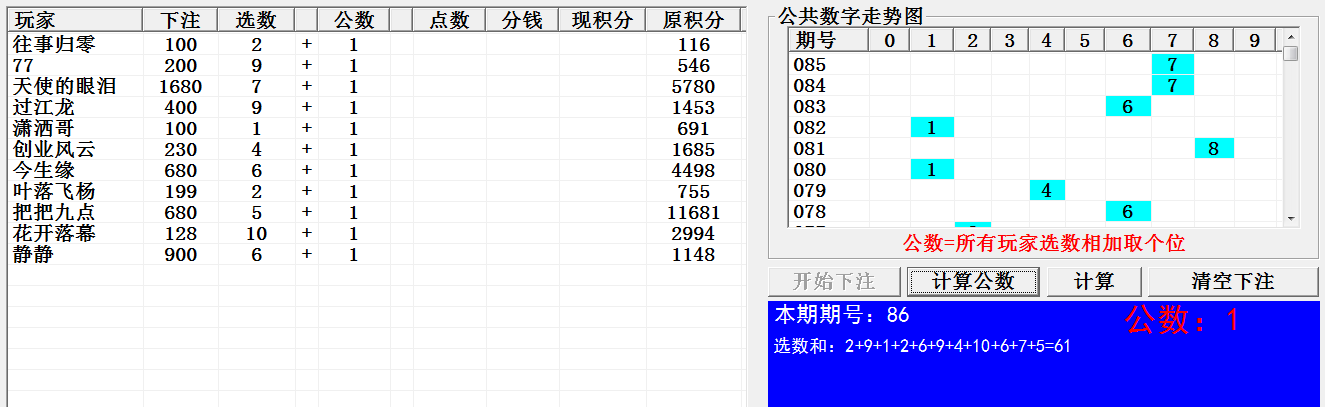 玩家 下注 选数 公数 点数 分钱 现积分 原积分
往事归零 100 2 + 1 116
77 200 9 + 1 546
天使的眼泪 1680 7 + 1 5780
过江龙 400 9 + 1 1453
潇洒哥 100 1 + 1 691
创业风云 230 4 + 1 1685
今生缘 680 6 + 1 4498
叶落飞杨 199 2 + 1 755
把把九点 680 5 + 1 11681
花开落幕 128 10 + 1 2994
静静 900 6 + 1 1148
公共数字走势图
期号 0 1 2 3 4 5 6 7 8 9
085 7
084 7
083 6
082 1
081 8
080 1
079 4
078 6
公数=所有玩家选数相加取个位
开始下注 计算公数 计算 清空下注
本期期号：86 公数：1
选数和：2+9+1+2+6+9+4+10+6+7+5=61